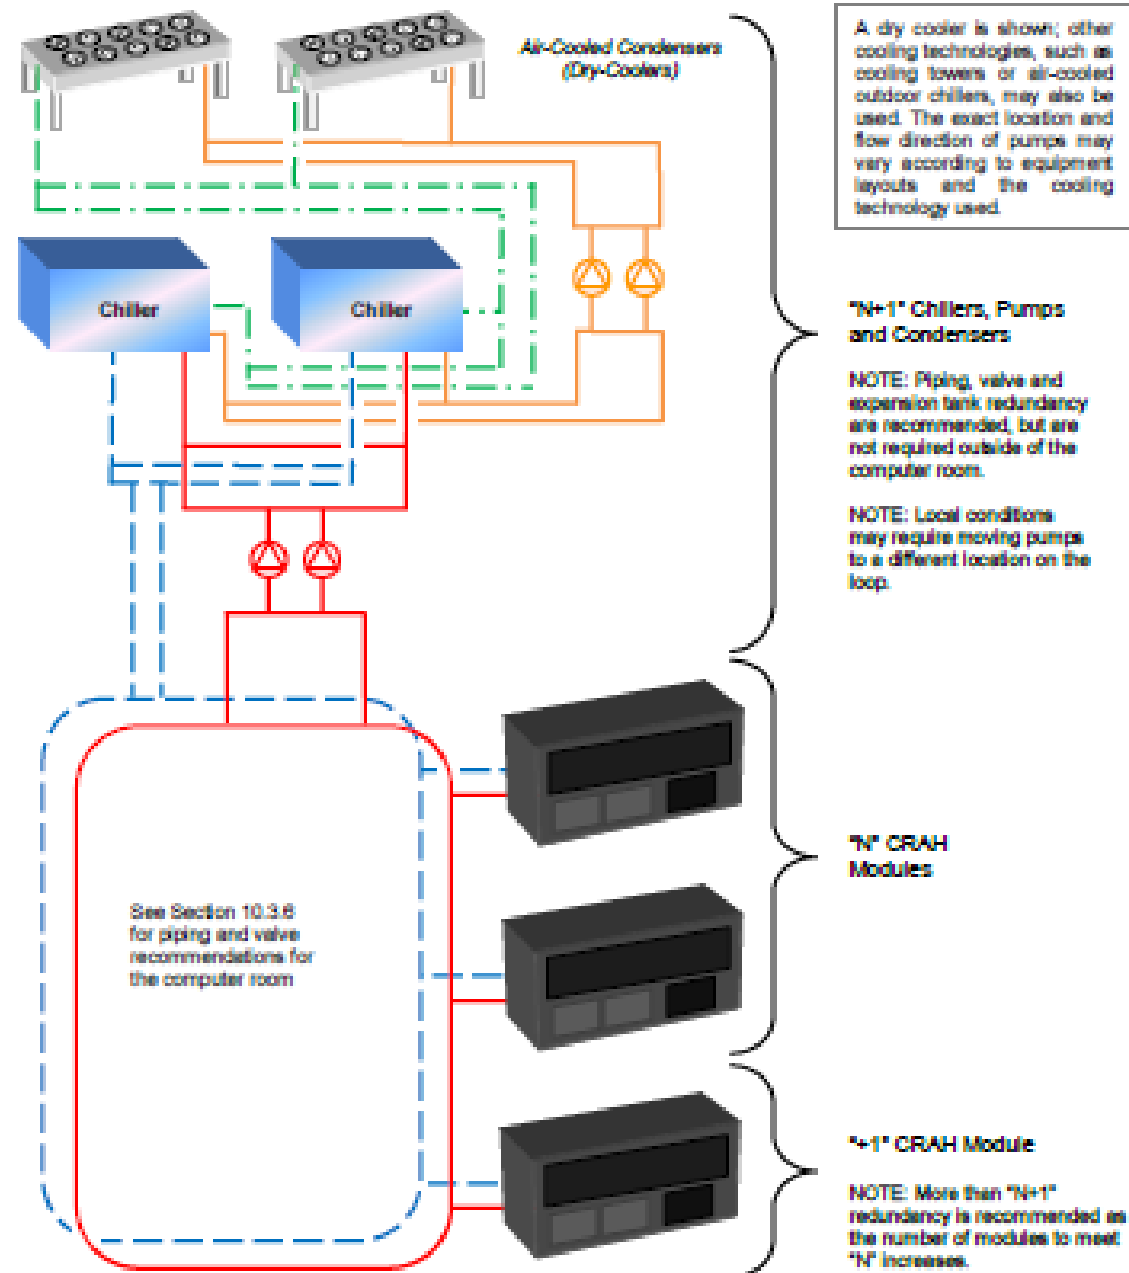 Air-Cooled Condensers
(Dry-Coolers)
A dry cooler is shown; other
cooling technologies, such as
cooling towers or air-cooled
outdoor chillers, may also be
used. The exact location and
flow direction of pumps may
vary according to equipment
layouts and the cooling
technology used.
Chiller
Chiller
"N+1" Chillers, Pumps
and Condensers
NOTE: Piping, valve and
expansion tank redundancy
are recommended, but are
not required outside of the
computer room.
NOTE: Local conditions
may require moving pumps
to a different location on the
loop.
"N" CRAH
Modules
See Section 10.3.6
for piping and valve
recommendations for
the computer room
"+1" CRAH Module
NOTE: More than "N+1"
redundancy is recommended as
the number of modules to meet
"N" increases.